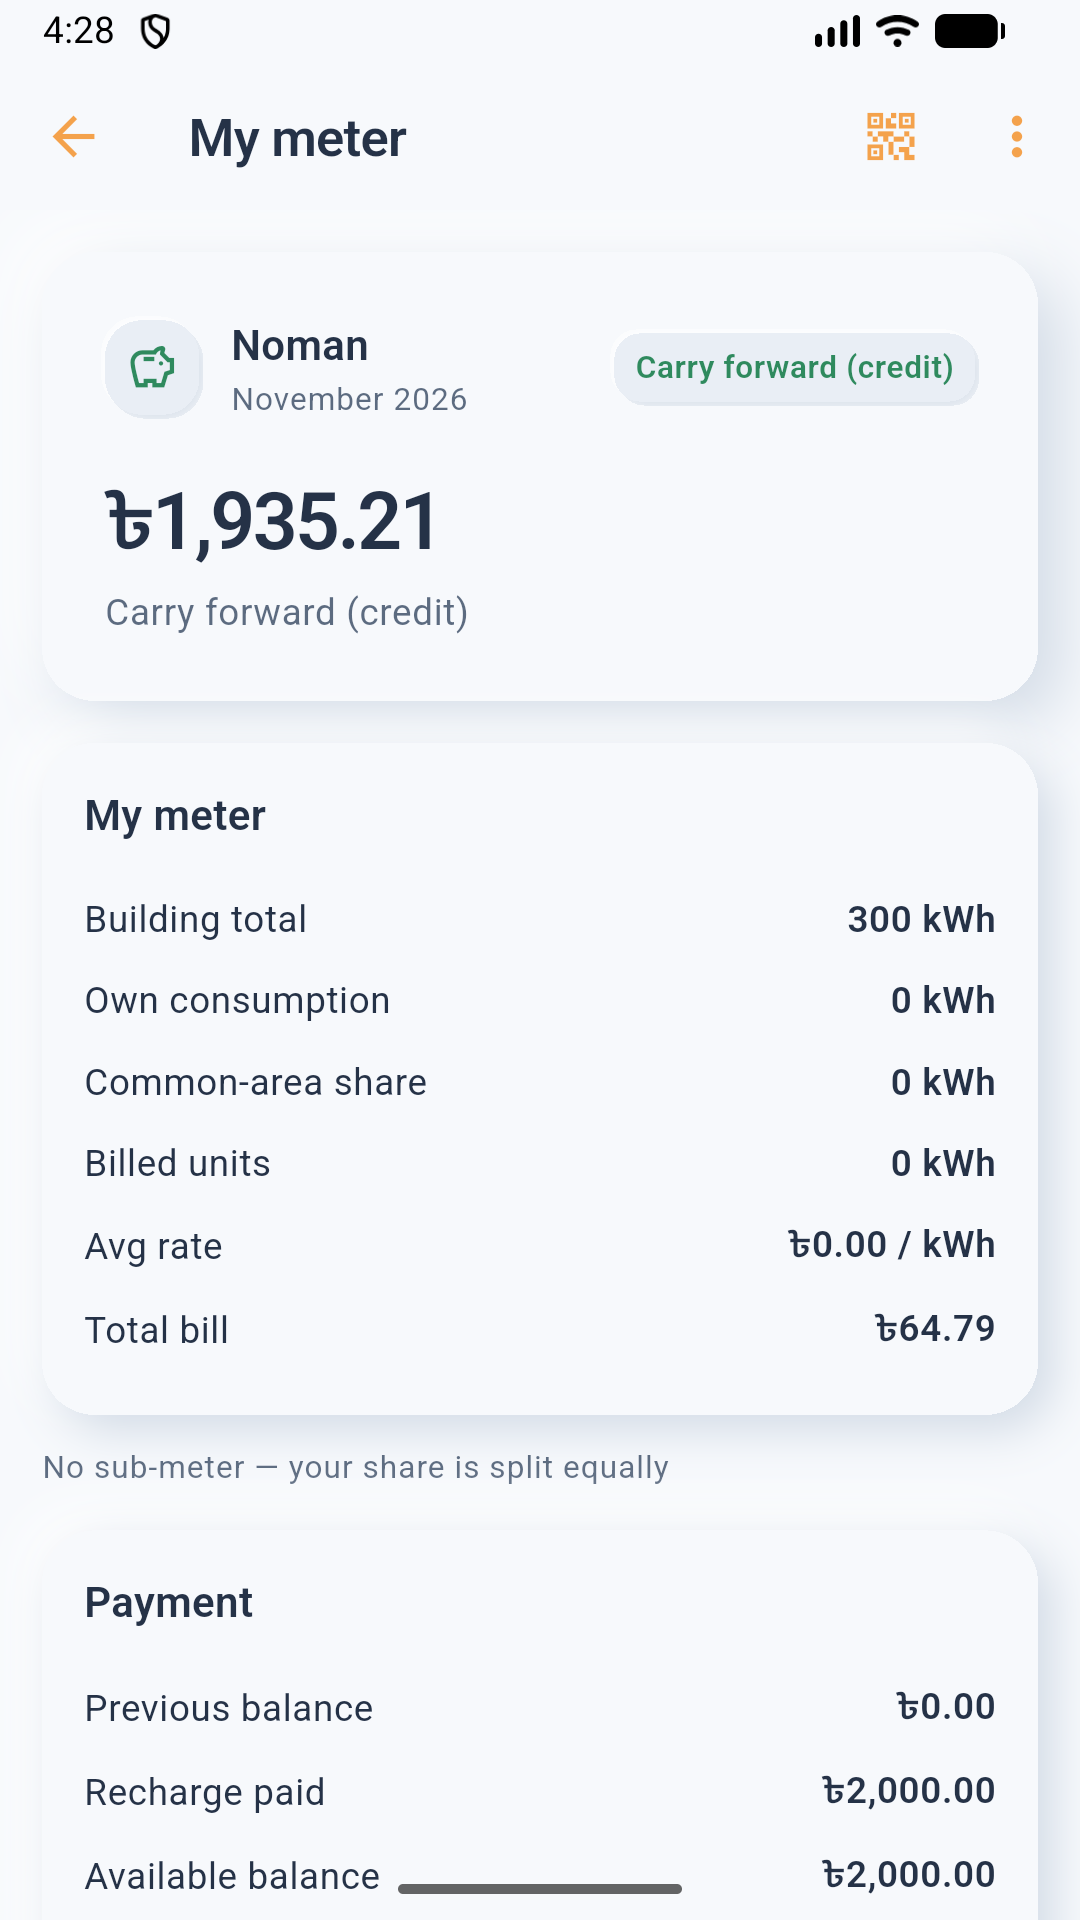 4:28
My meter
Noman
November 2026
Carry forward (credit)
৳1,935.21
Carry forward (credit)
My meter
Building total 300 kWh
Own consumption 0 kWh
Common-area share 0 kWh
Billed units 0 kWh
Avg rate ৳0.00 / kWh
Total bill ৳64.79
No sub-meter — your share is split equally
Payment
Previous balance ৳0.00
Recharge paid ৳2,000.00
Available balance ৳2,000.00